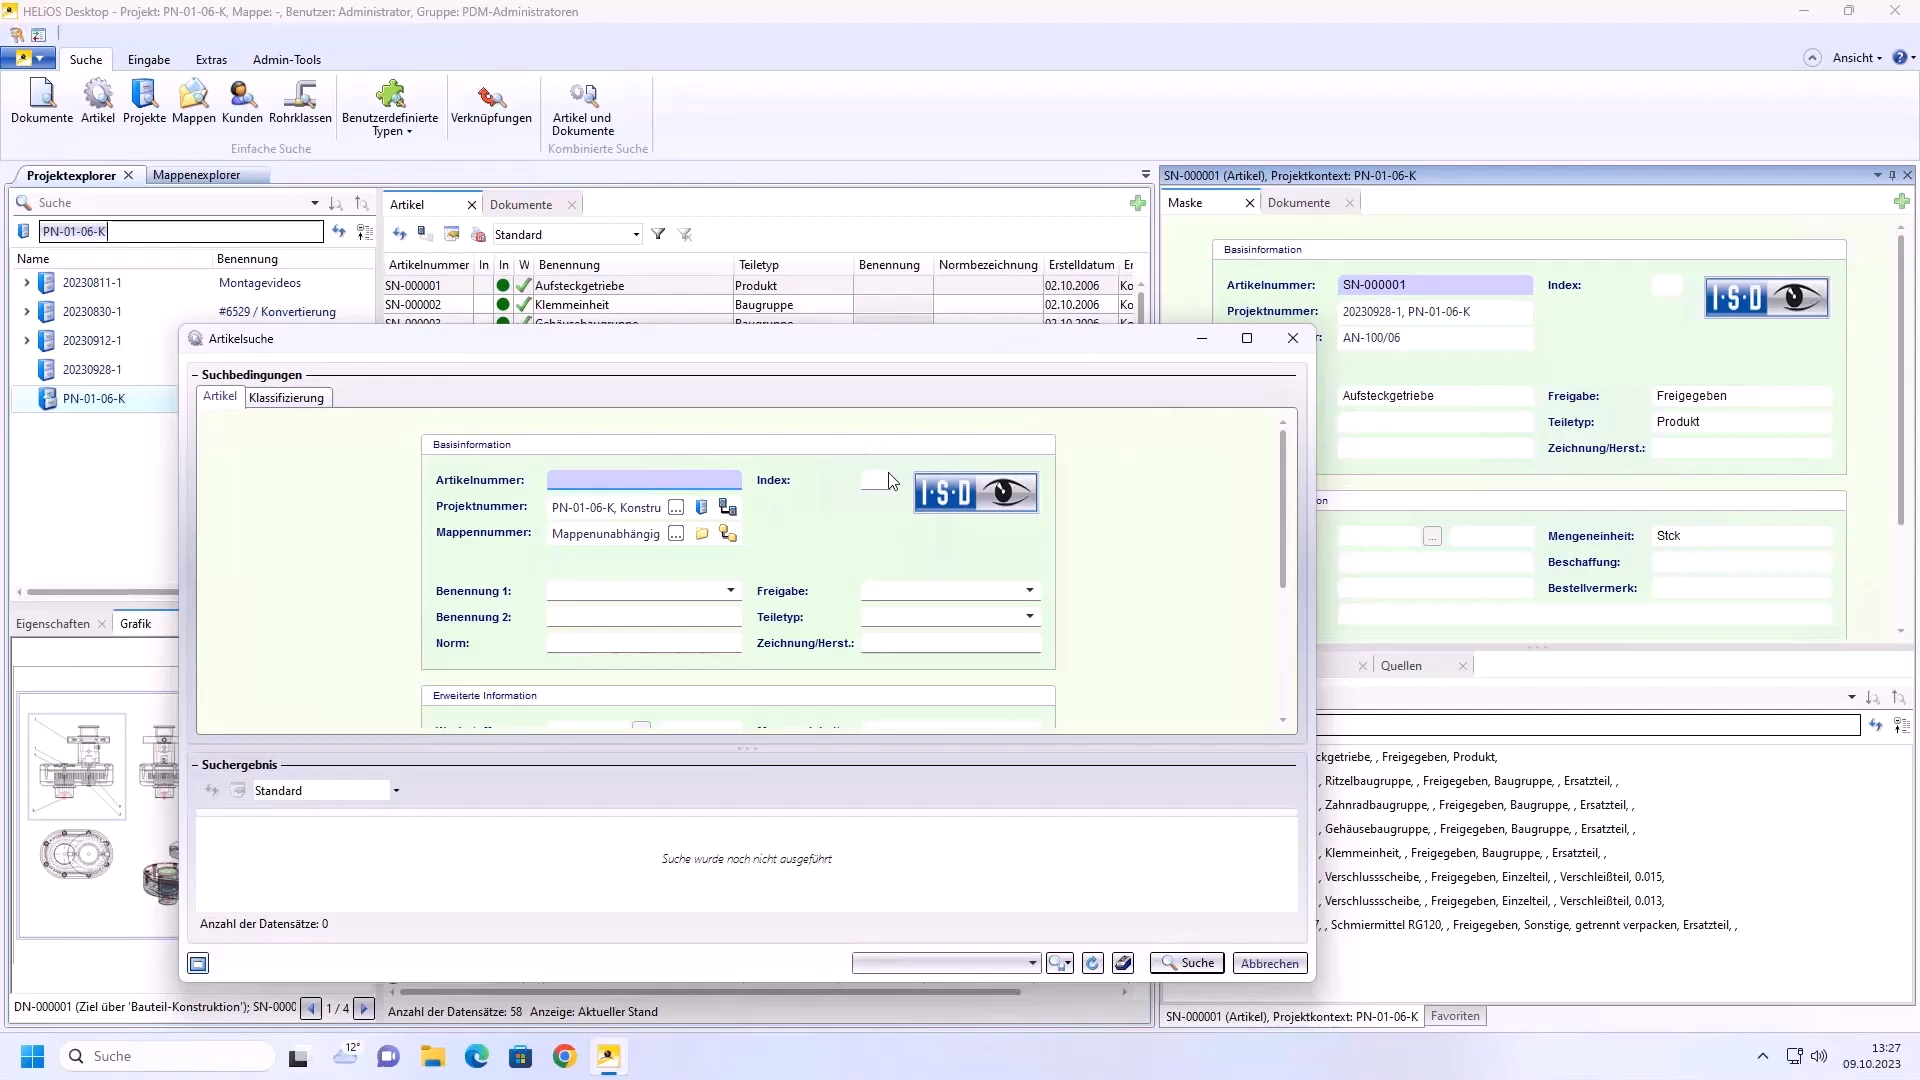 HELiOS Desktop - Projekt: PN-01-06-K, Mappe: -, Benutzer: Administrator, Gruppe: PDM-Administratoren
Suche Eingabe Extras Admin-Tools Ansicht
Dokumente Artikel Projekte Mappen Kunden Rohrklassen Benutzerdefinierte Typen Verknüpfungen Artikel und Dokumente
Einfache Suche Kombinierte Suche
Projektexplorer Mappenexplorer
Suche
PN-01-06-K
Name Benennung
20230811-1 Montagevideos
20230830-1 #6529 / Konvertierung
20230912-1
20230928-1
PN-01-06-K
Artikel Dokumente
Standard
Artikelnummer In In W Benennung Teiletyp Benennung Normbezeichnung Erstelldatum Er
SN-000001 Aufsteckgetriebe Produkt 02.10.2006 Ko
SN-000002 Klemmeinheit Baugruppe 02.10.2006 Ko
SN-000001 (Artikel), Projektkontext: PN-01-06-K
Maske Dokumente
Basisinformation
Artikelnummer: SN-000001 Index:
I·S·D
Projektnummer: 20230928-1, PN-01-06-K
AN-100/06
Aufsteckgetriebe Freigabe: Freigegeben
Teiletyp: Produkt
Zeichnung/Herst.:
... Mengeneinheit: Stck
Beschaffung:
Bestellvermerk:
Quellen
ckgetriebe, , Freigegeben, Produkt,
, Ritzelbaugruppe, , Freigegeben, Baugruppe, , Ersatzteil, ,
, Zahnradbaugruppe, , Freigegeben, Baugruppe, , Ersatzteil, ,
, Gehäusebaugruppe, , Freigegeben, Baugruppe, , Ersatzteil, ,
, Klemmeinheit, , Freigegeben, Baugruppe, , Ersatzteil, ,
, Verschlussscheibe, , Freigegeben, Einzelteil, , Verschleißteil, 0.015,
, Verschlussscheibe, , Freigegeben, Einzelteil, , Verschleißteil, 0.013,
, Schmiermittel RG120, , Freigegeben, Sonstige, getrennt verpacken, Ersatzteil, ,
SN-000001 (Artikel), Projektkontext: PN-01-06-K Favoriten
Artikelsuche
Suchbedingungen
Artikel Klassifizierung
Basisinformation
Artikelnummer: Index:
I·S·D
Projektnummer: PN-01-06-K, Konstru ...
Mappennummer: Mappenunabhängig ...
Benennung 1: Freigabe:
Benennung 2: Teiletyp:
Norm: Zeichnung/Herst.:
Erweiterte Information
Suchergebnis
Standard
Suche wurde noch nicht ausgeführt
Anzahl der Datensätze: 0
Suche Abbrechen
Eigenschaften Grafik
DN-000001 (Ziel über 'Bauteil-Konstruktion'); SN-0000 1 / 4
Anzahl der Datensätze: 58 Anzeige: Aktueller Stand
Suche
12°
13:27
09.10.2023